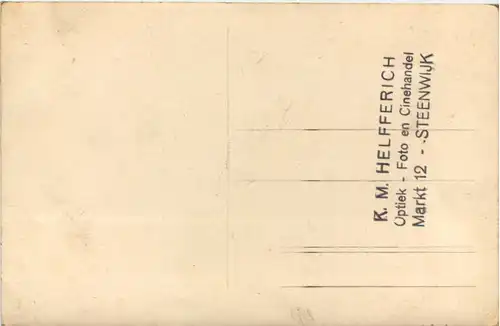 K. M. HELFFERICH
Optiek - Foto en Cinehandel
Markt 12 - -STEENWIJK